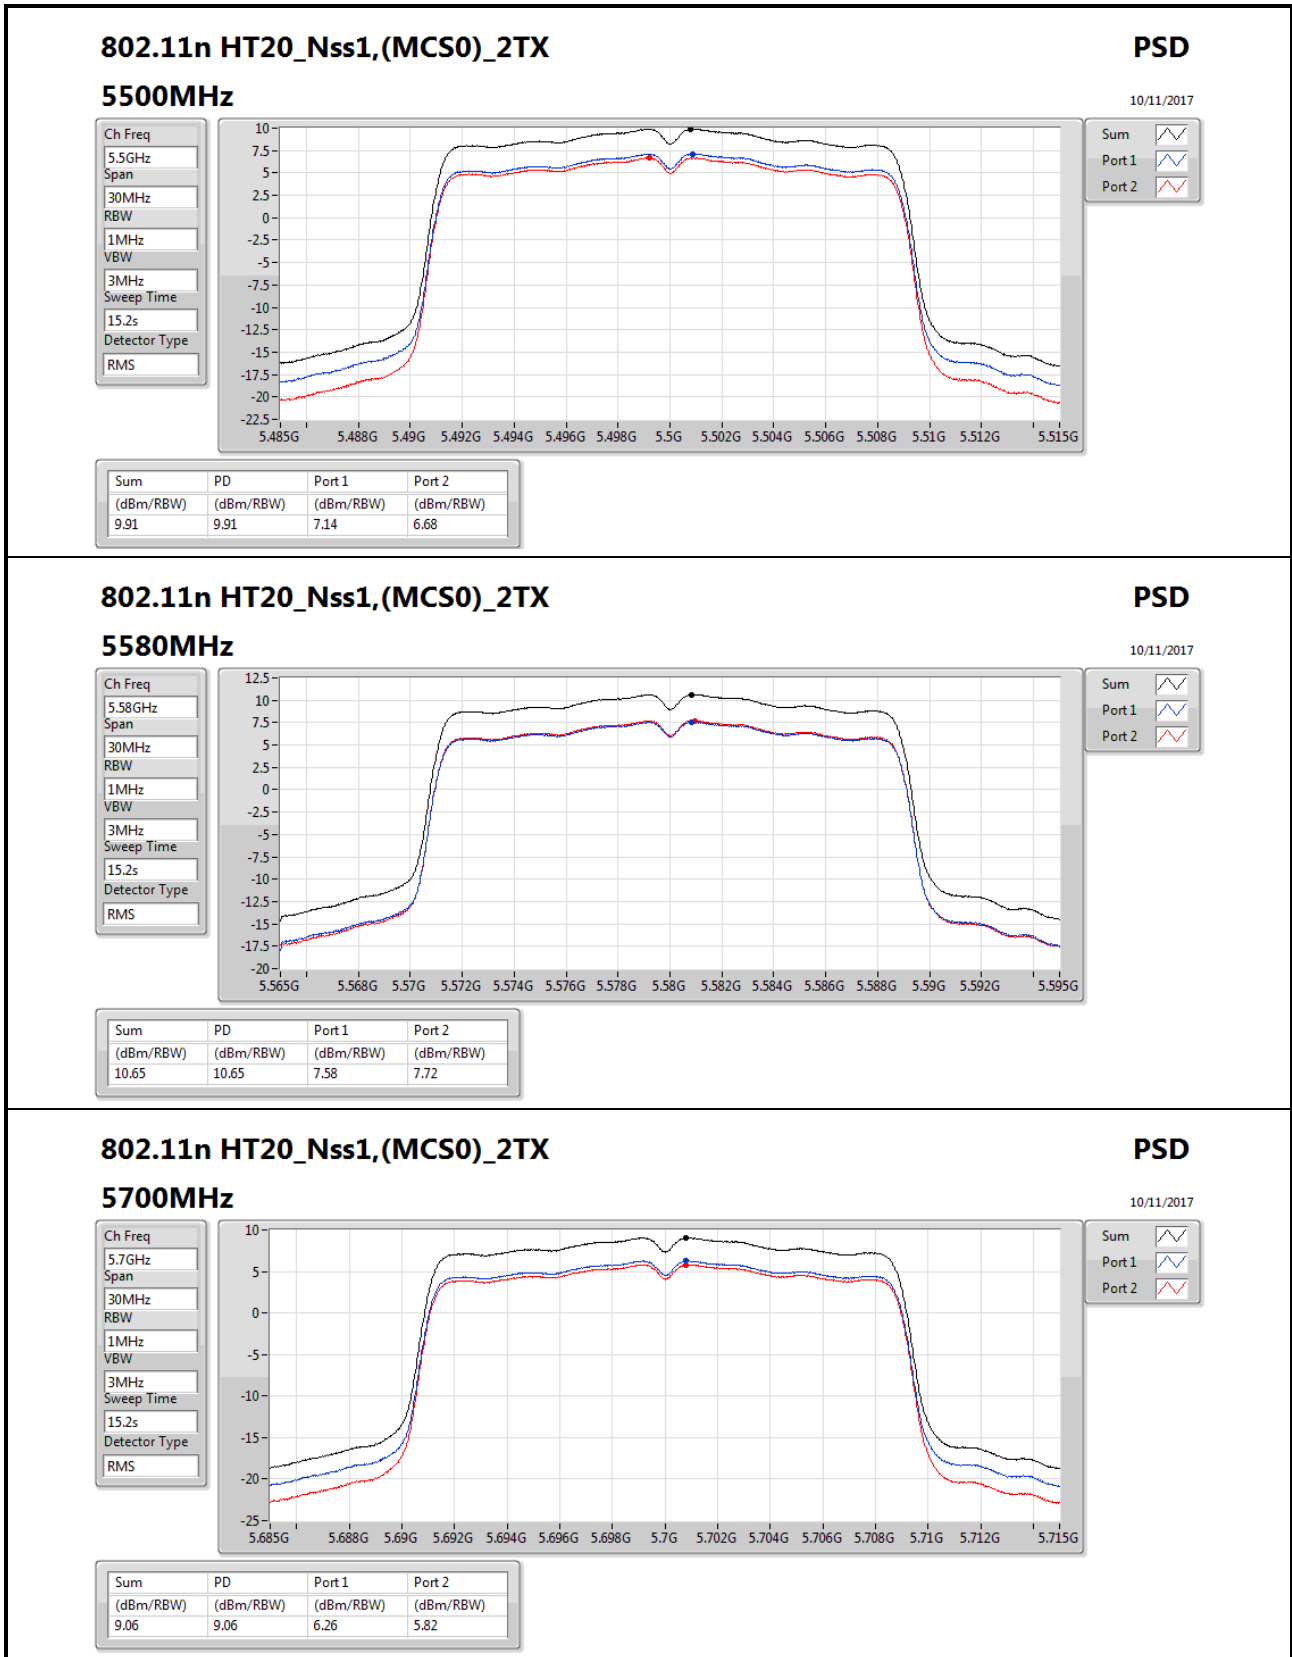 802.11n HT20_Nss1,(MCS0)_2TX PSD
5500MHz 10/11/2017
Ch Freq
5.5GHz
Span
30MHz
RBW
1MHz
VBW
3MHz
Sweep Time
15.2s
Detector Type
RMS
10
7.5
5
2.5
0
-2.5
-5
-7.5
-10
-12.5
-15
-17.5
-20
-22.5
5.485G 5.488G 5.49G 5.492G 5.494G 5.496G 5.498G 5.5G 5.502G 5.504G 5.506G 5.508G 5.51G 5.512G 5.515G
Sum
Port 1
Port 2
Sum PD Port 1 Port 2
(dBm/RBW) (dBm/RBW) (dBm/RBW) (dBm/RBW)
9.91 9.91 7.14 6.68
802.11n HT20_Nss1,(MCS0)_2TX PSD
5580MHz 10/11/2017
Ch Freq
5.58GHz
Span
30MHz
RBW
1MHz
VBW
3MHz
Sweep Time
15.2s
Detector Type
RMS
12.5
10
7.5
5
2.5
0
-2.5
-5
-7.5
-10
-12.5
-15
-17.5
-20
5.565G 5.568G 5.57G 5.572G 5.574G 5.576G 5.578G 5.58G 5.582G 5.584G 5.586G 5.588G 5.59G 5.592G 5.595G
Sum
Port 1
Port 2
Sum PD Port 1 Port 2
(dBm/RBW) (dBm/RBW) (dBm/RBW) (dBm/RBW)
10.65 10.65 7.58 7.72
802.11n HT20_Nss1,(MCS0)_2TX PSD
5700MHz 10/11/2017
Ch Freq
5.7GHz
Span
30MHz
RBW
1MHz
VBW
3MHz
Sweep Time
15.2s
Detector Type
RMS
10
5
0
-5
-10
-15
-20
-25
5.685G 5.688G 5.69G 5.692G 5.694G 5.696G 5.698G 5.7G 5.702G 5.704G 5.706G 5.708G 5.71G 5.712G 5.715G
Sum
Port 1
Port 2
Sum PD Port 1 Port 2
(dBm/RBW) (dBm/RBW) (dBm/RBW) (dBm/RBW)
9.06 9.06 6.26 5.82